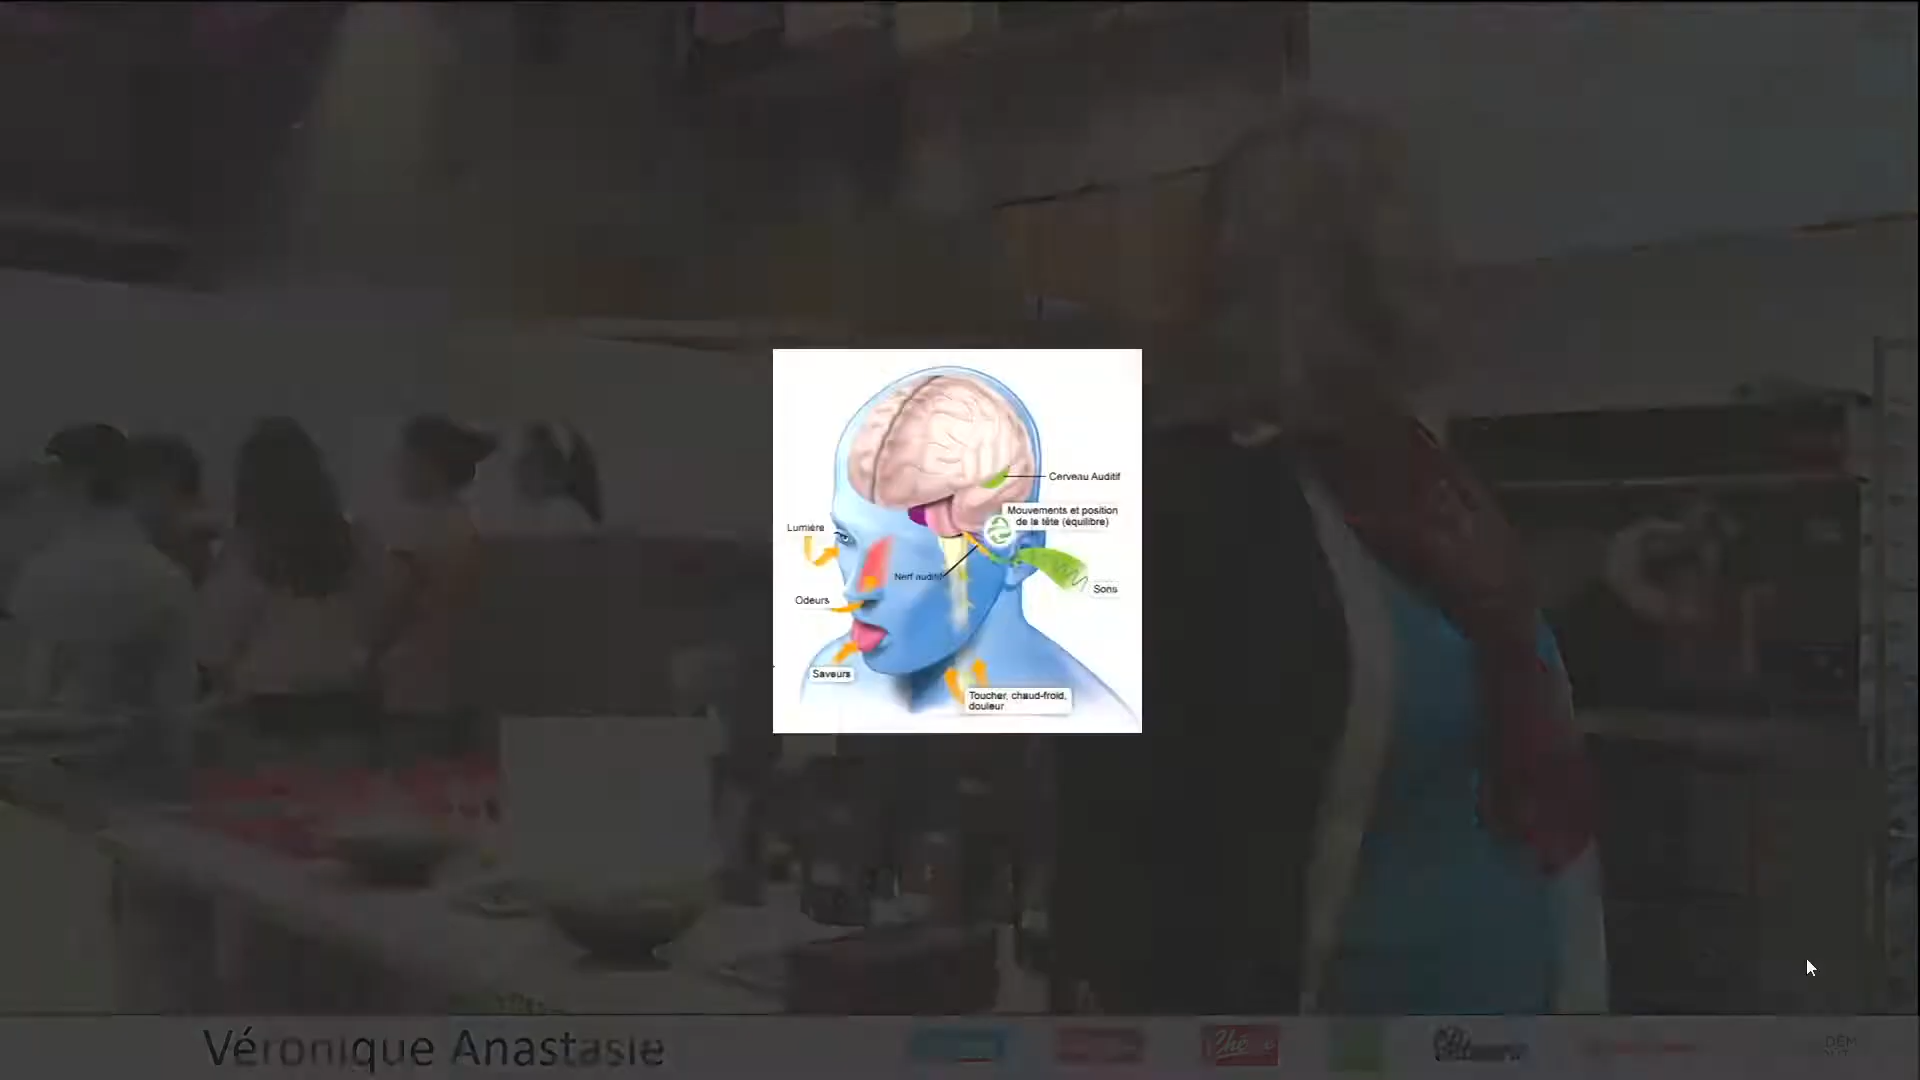 Cerveau Auditif
Mouvements et position
de la tête (équilibre)
Lumière
Nerf auditif
Sons
Odeurs
Saveurs
Toucher, chaud-froid,
douleur
Véronique Anastasie